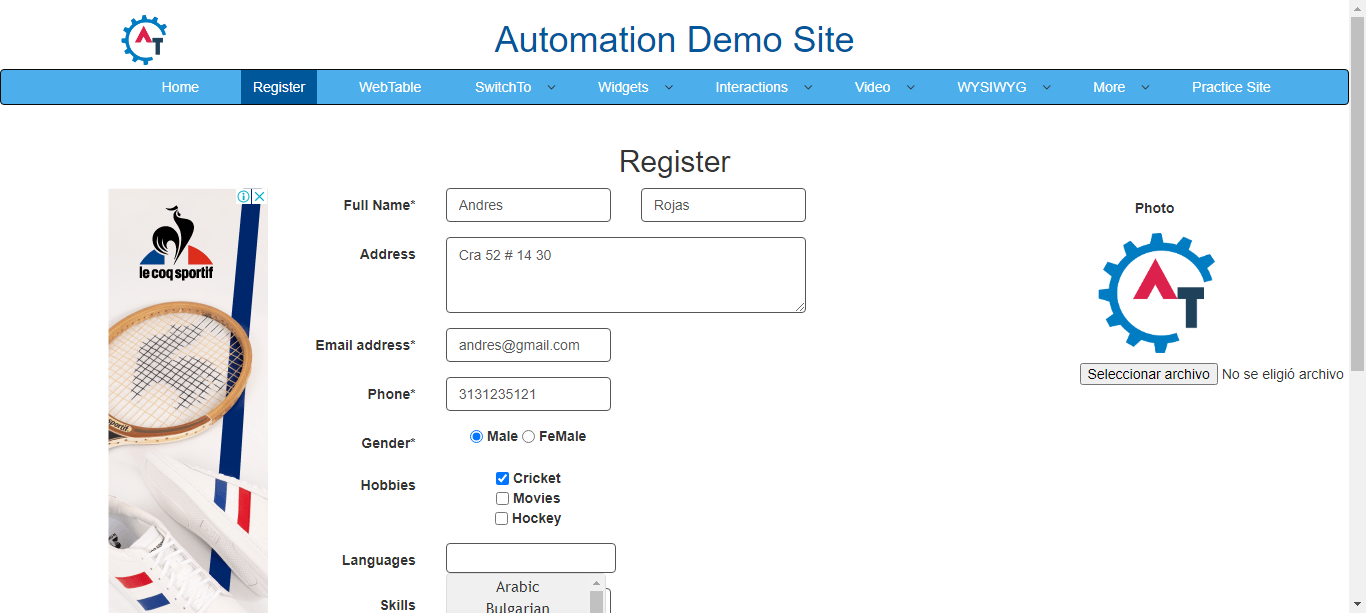 AT
Automation Demo Site
Home Register WebTable SwitchTo Widgets Interactions Video WYSIWYG More Practice Site
Register
Full Name* Andres Rojas
Photo
Address Cra 52 # 14 30
le coq sportif
AT
Email address* andres@gmail.com
Seleccionar archivo No se eligió archivo
Phone* 3131235121
Gender* Male FeMale
Hobbies Cricket
Movies
Hockey
Languages
Arabic
Skills Bulgarian